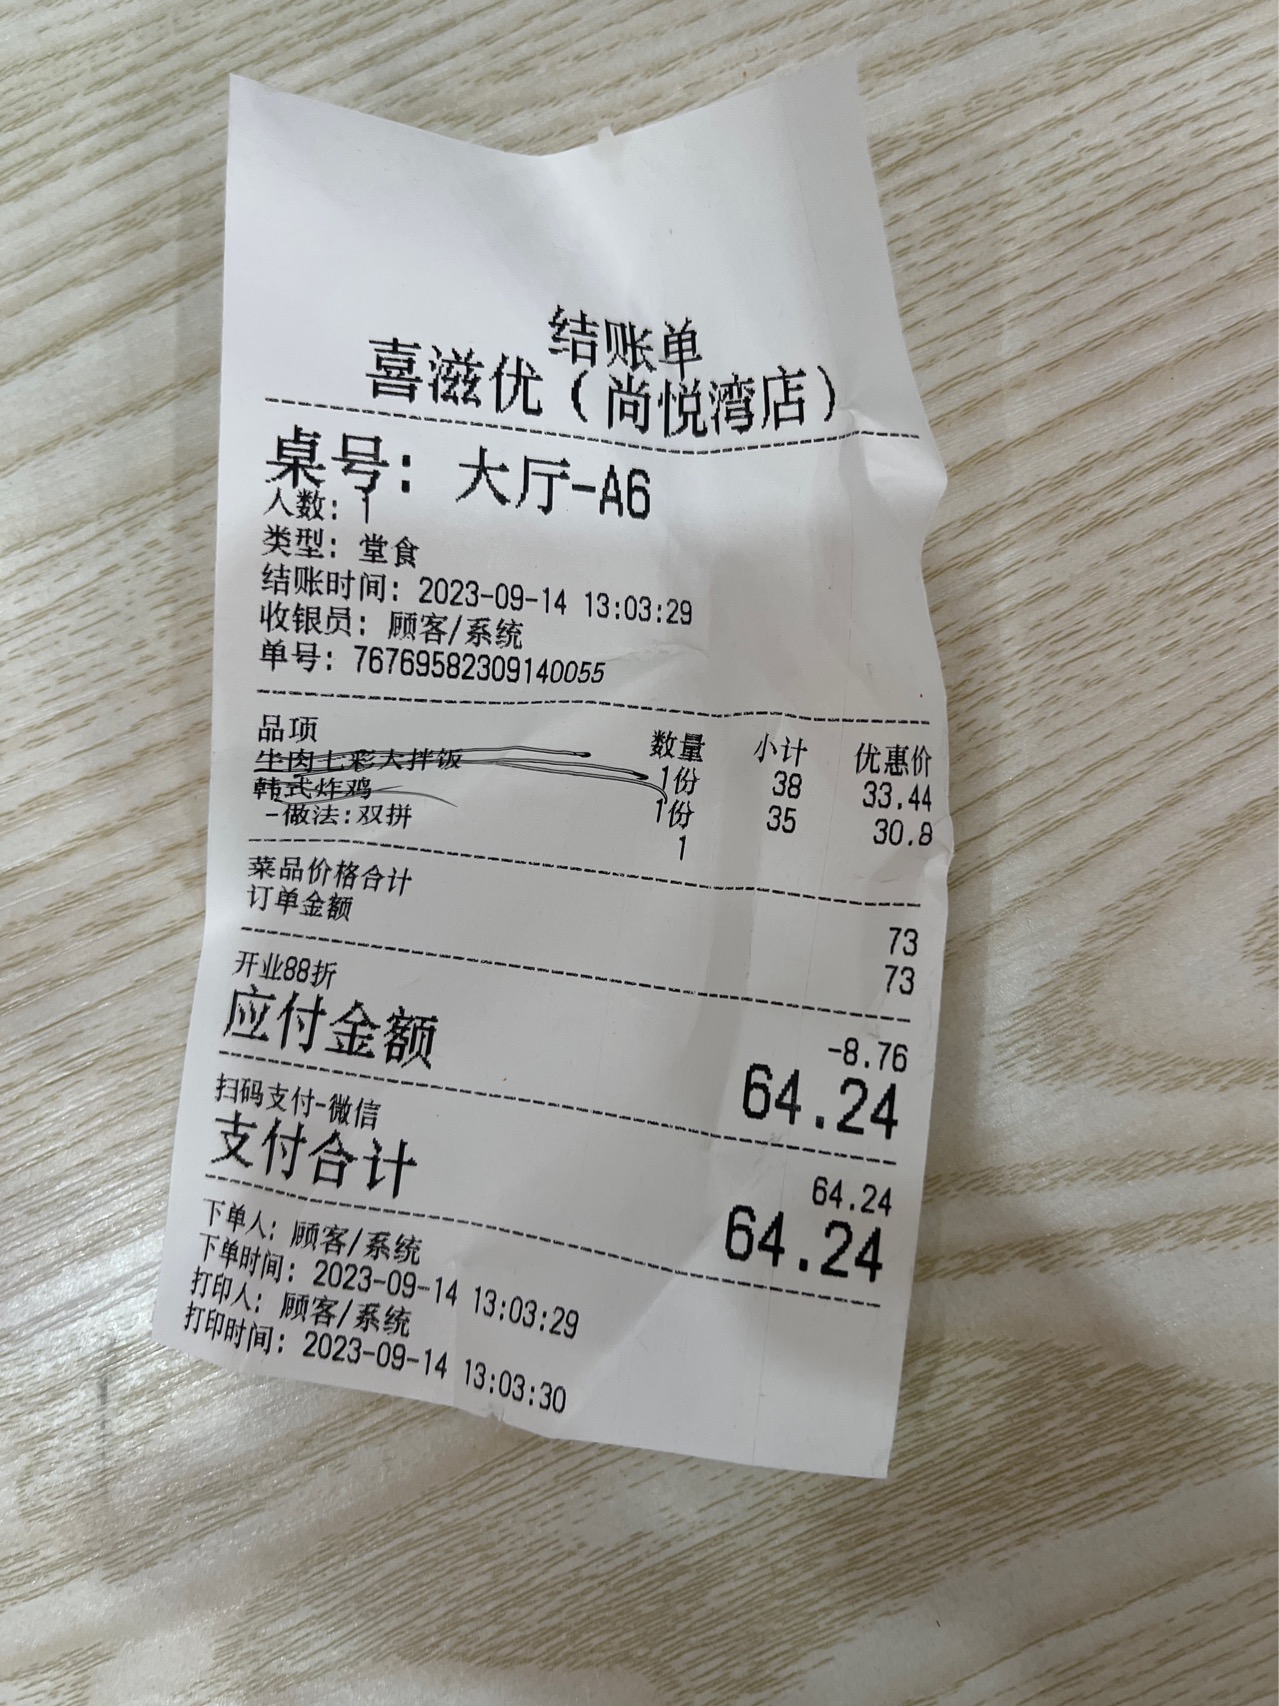 结账单
喜滋优（尚悦湾店）
桌号：大厅-A6
人数：1
类型：堂食
结账时间：2023-09-14 13:03:29
收银员：顾客/系统
单号：76769582309140055
品项 数量 小计 优惠价
牛肉七彩大拌饭 1份 38 33.44
韩式炸鸡 1份 35 30.8
-做法:双拼 1
菜品价格合计 73
订单金额 73
开业88折 -8.76
应付金额 64.24
扫码支付-微信 64.24
支付合计 64.24
下单人：顾客/系统
下单时间：2023-09-14 13:03:29
打印人：顾客/系统
打印时间：2023-09-14 13:03:30